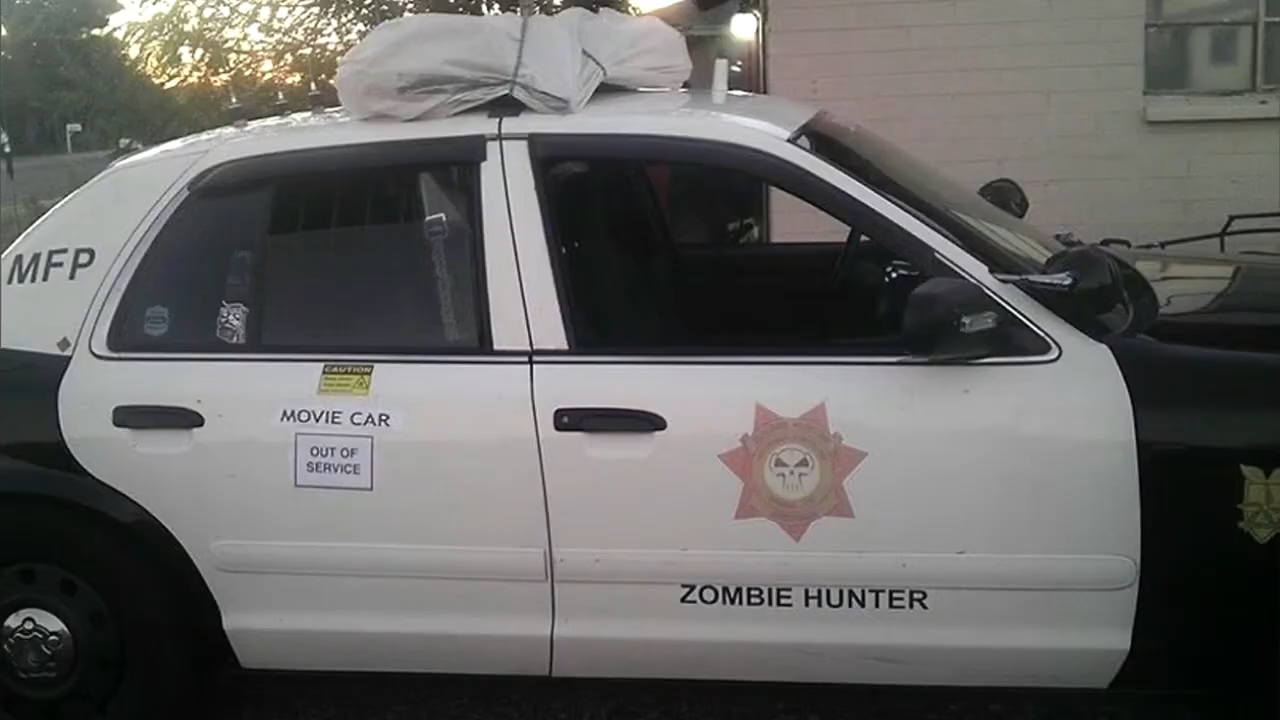 MFP
CAUTION
MOVIE CAR
OUT OF
SERVICE
ZOMBIE HUNTER